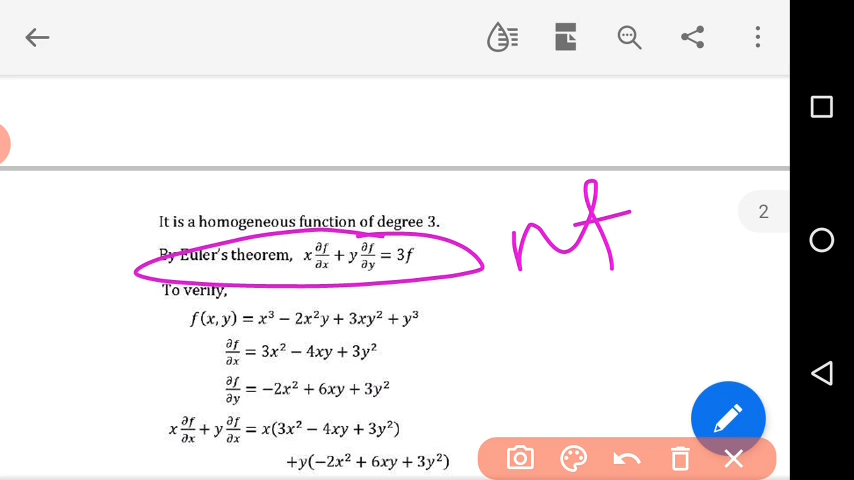 It is a homogeneous function of degree 3.
By Euler's theorem, x ∂f/∂x + y ∂f/∂y = 3f
nf
2
To verify,
f(x, y) = x³ − 2x²y + 3xy² + y³
∂f/∂x = 3x² − 4xy + 3y²
∂f/∂y = −2x² + 6xy + 3y²
x ∂f/∂x + y ∂f/∂x = x(3x² − 4xy + 3y²)
+y(−2x² + 6xy + 3y²)